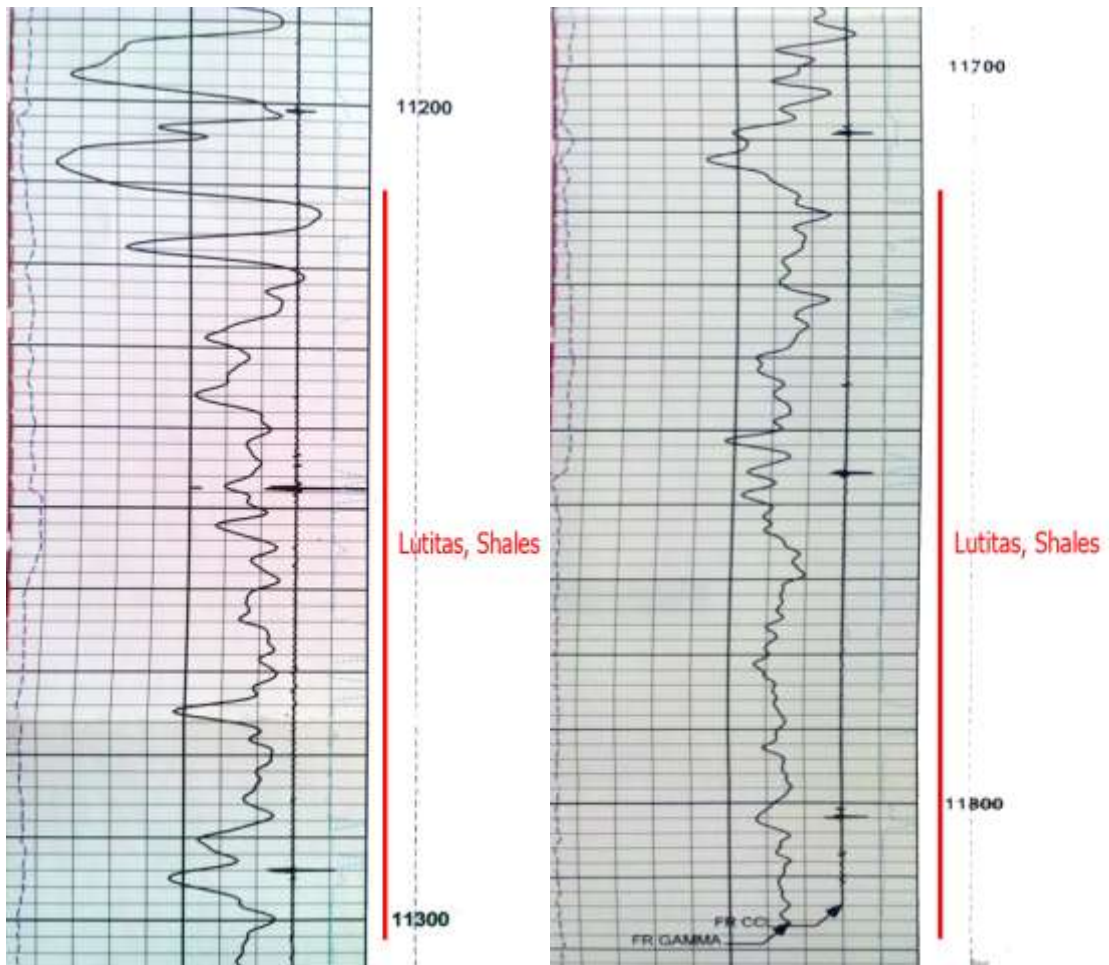 11200
Lutitas, Shales
11300
11700
Lutitas, Shales
11800
FR CCL
FR GAMMA